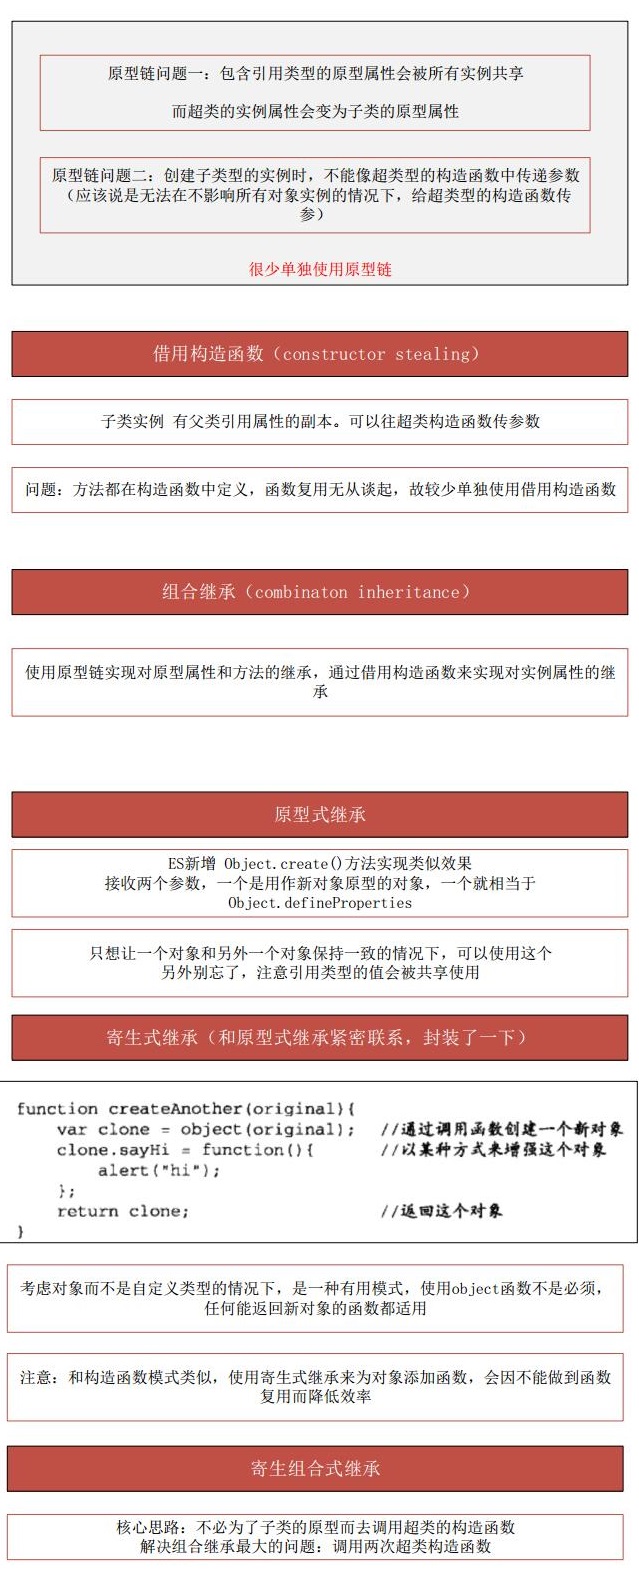 原型链问题一：包含引用类型的原型属性会被所有实例共享
而超类的实例属性会变为子类的原型属性
原型链问题二：创建子类型的实例时，不能像超类型的构造函数中传递参数
（应该说是无法在不影响所有对象实例的情况下，给超类型的构造函数传
参）
很少单独使用原型链
借用构造函数（constructor stealing）
子类实例 有父类引用属性的副本。可以往超类构造函数传参数
问题：方法都在构造函数中定义，函数复用无从谈起，故较少单独使用借用构造函数
组合继承（combinaton inheritance）
使用原型链实现对原型属性和方法的继承，通过借用构造函数来实现对实例属性的继
承
原型式继承
ES新增 Object.create()方法实现类似效果
接收两个参数，一个是用作新对象原型的对象，一个就相当于
Object.defineProperties
只想让一个对象和另外一个对象保持一致的情况下，可以使用这个
另外别忘了，注意引用类型的值会被共享使用
寄生式继承（和原型式继承紧密联系，封装了一下）
function createAnother(original){
var clone = object(original); //通过调用函数创建一个新对象
clone.sayHi = function(){ //以某种方式来增强这个对象
alert("hi");
};
return clone; //返回这个对象
}
考虑对象而不是自定义类型的情况下，是一种有用模式，使用object函数不是必须，
任何能返回新对象的函数都适用
注意：和构造函数模式类似，使用寄生式继承来为对象添加函数，会因不能做到函数
复用而降低效率
寄生组合式继承
核心思路：不必为了子类的原型而去调用超类的构造函数
解决组合继承最大的问题：调用两次超类构造函数